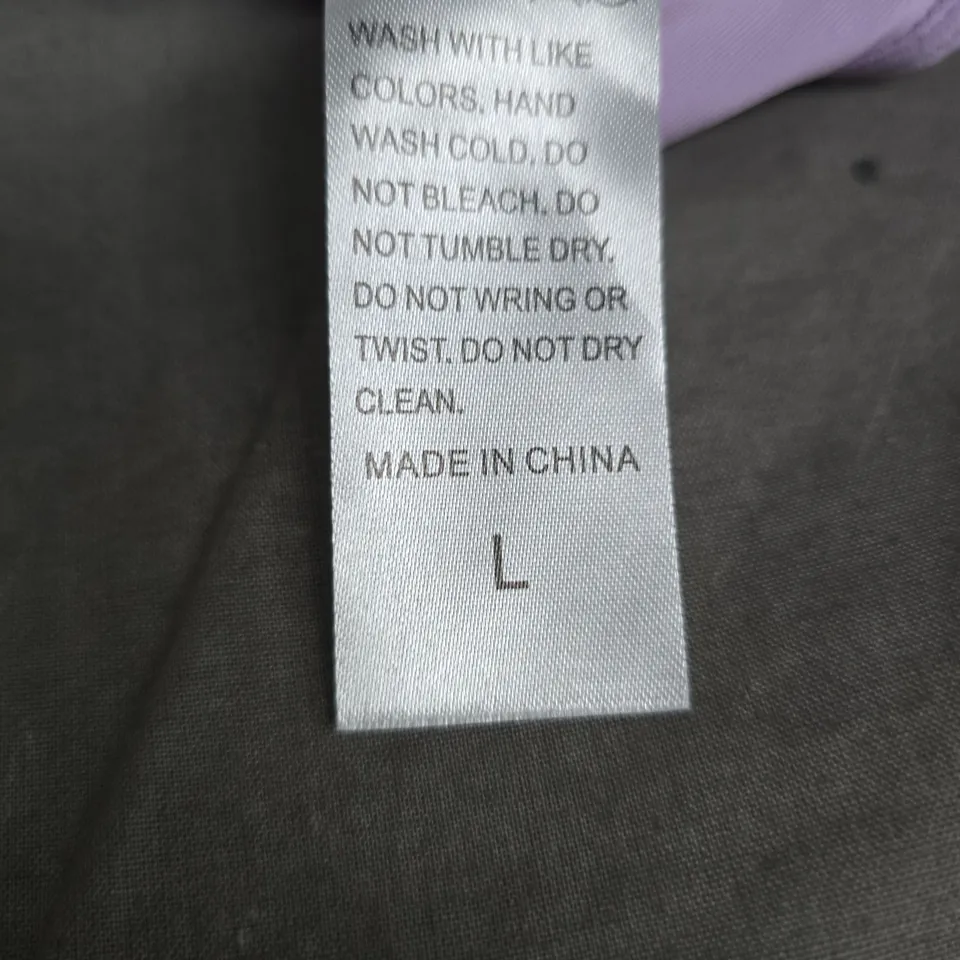 WASH WITH LIKE
COLORS. HAND
WASH COLD. DO
NOT BLEACH. DO
NOT TUMBLE DRY.
DO NOT WRING OR
TWIST. DO NOT DRY
CLEAN.
MADE IN CHINA
L